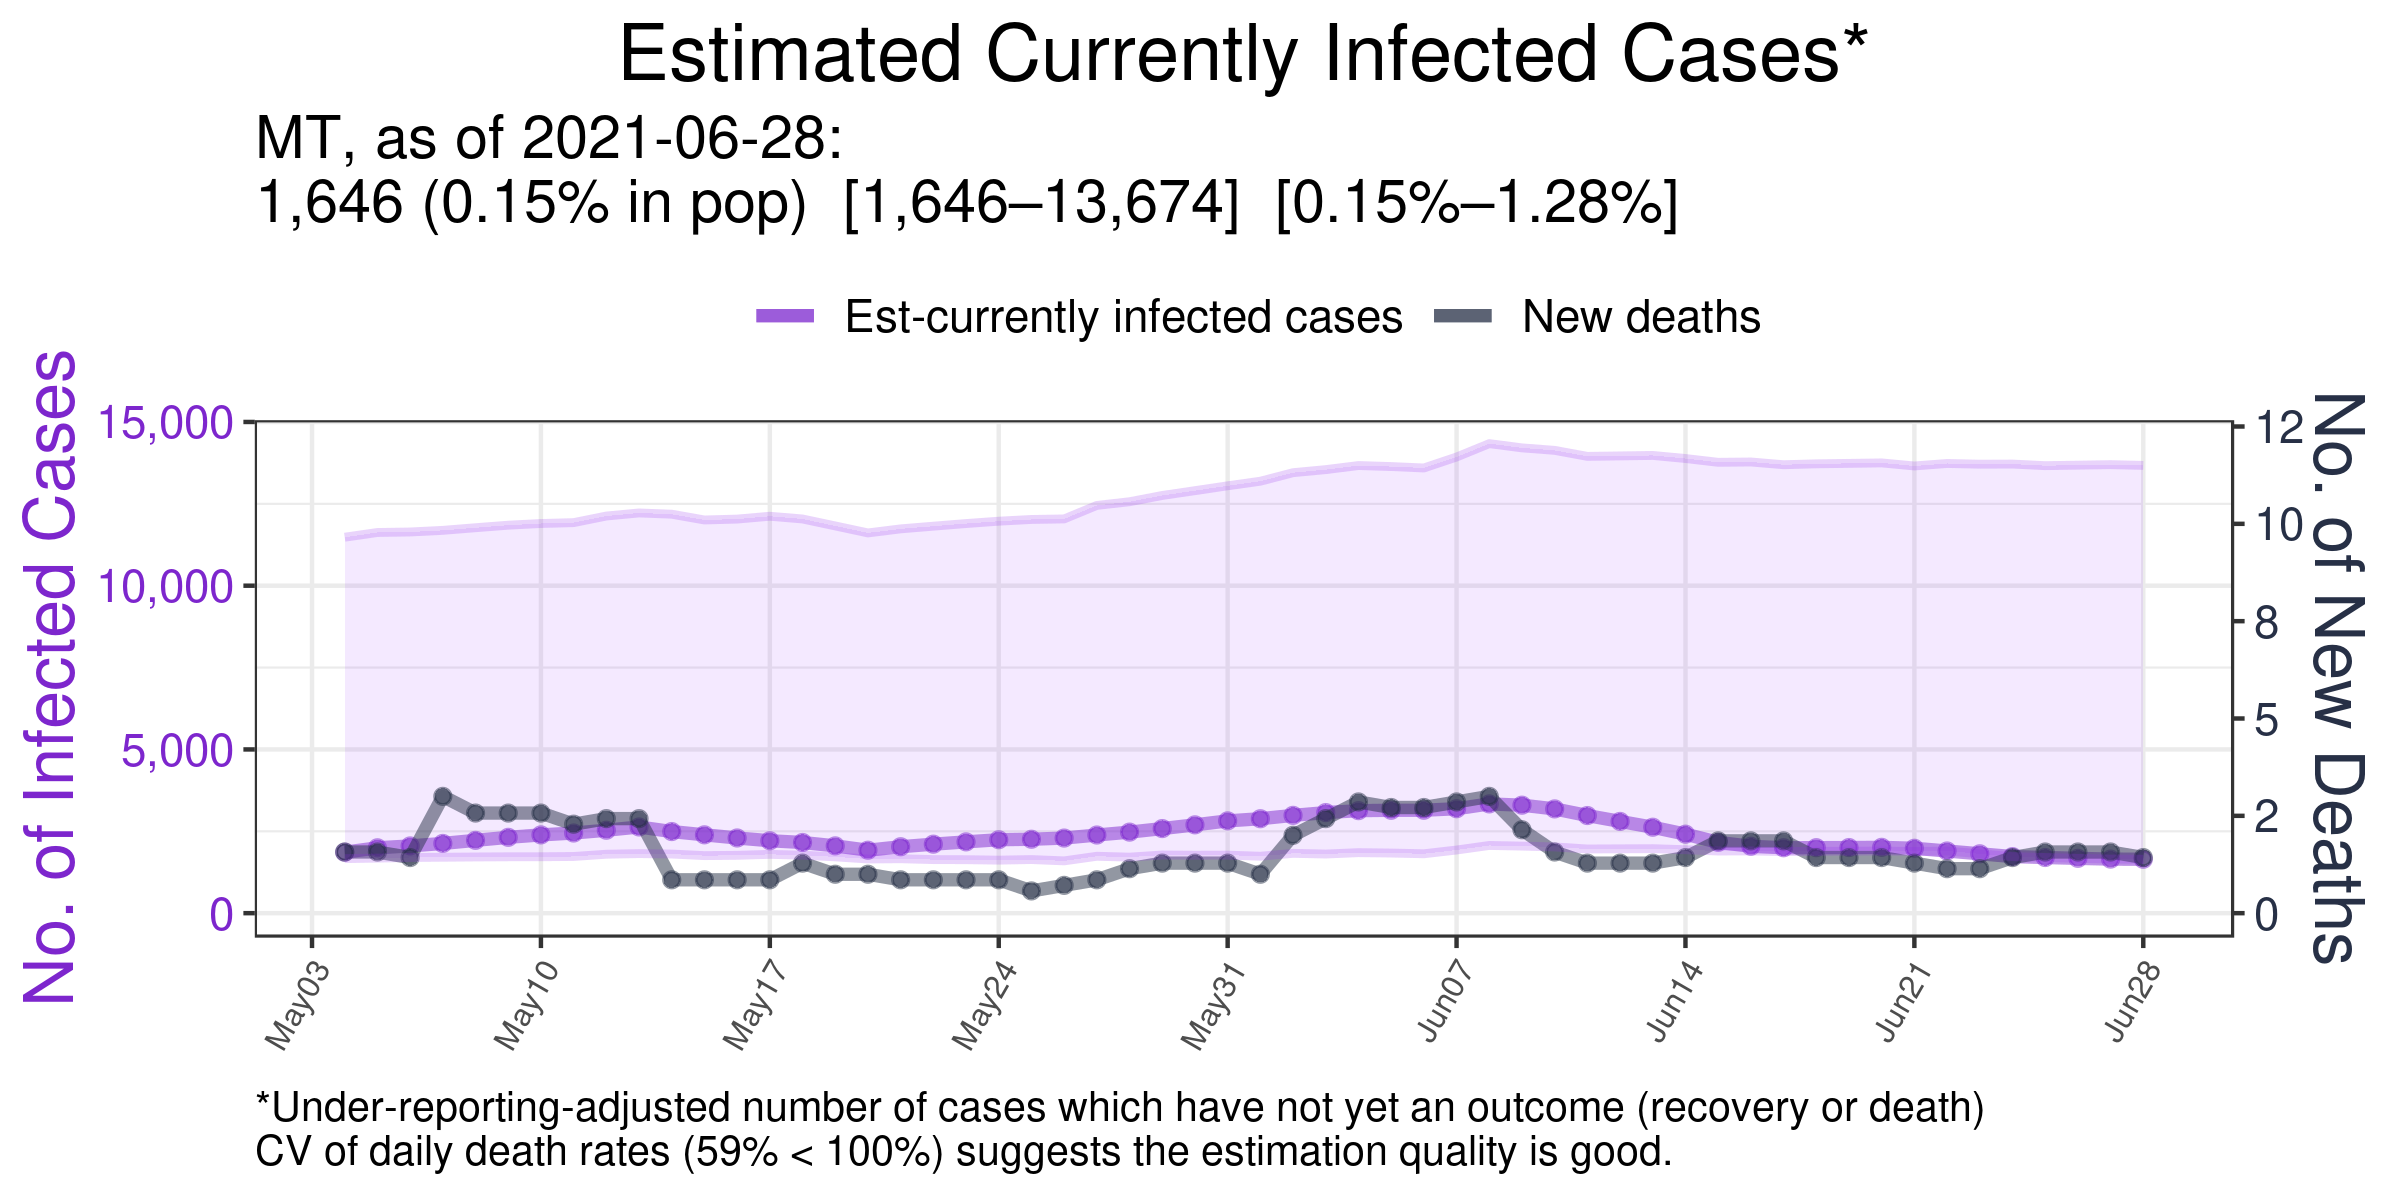 Estimated Currently Infected Cases*
MT, as of 2021-06-28:
1,646 (0.15% in pop)  [1,646–13,674]  [0.15%–1.28%]
Est-currently infected cases
New deaths
No. of Infected Cases
15,000
10,000
5,000
0
12
10
8
5
2
0
No. of New Deaths
May03
May10
May17
May24
May31
Jun07
Jun14
Jun21
Jun28
*Under-reporting-adjusted number of cases which have not yet an outcome (recovery or death)
CV of daily death rates (59% < 100%) suggests the estimation quality is good.